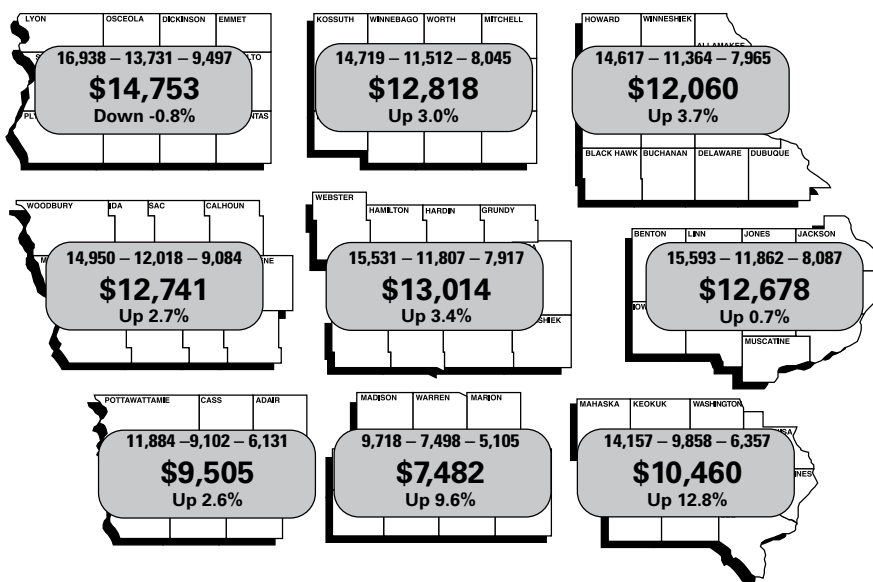 LYON OSCEOLA DICKINSON EMMET
16,938 – 13,731 – 9,497
$14,753
Down -0.8%
KOSSUTH WINNEBAGO WORTH MITCHELL
14,719 – 11,512 – 8,045
$12,818
Up 3.0%
HOWARD WINNESHIEK
ALLAMAKEE
14,617 – 11,364 – 7,965
$12,060
Up 3.7%
BLACK HAWK BUCHANAN DELAWARE DUBUQUE
WOODBURY IDA SAC CALHOUN
14,950 – 12,018 – 9,084
$12,741
Up 2.7%
WEBSTER
HAMILTON HARDIN GRUNDY
15,531 – 11,807 – 7,917
$13,014
Up 3.4%
SHIEK
BENTON LINN JONES JACKSON
15,593 – 11,862 – 8,087
$12,678
Up 0.7%
MUSCATINE
POTTAWATTAMIE CASS ADAIR
11,884 –9,102 – 6,131
$9,505
Up 2.6%
MADISON WARREN MARION
9,718 – 7,498 – 5,105
$7,482
Up 9.6%
MAHASKA KEOKUK WASHINGTON
14,157 – 9,858 – 6,357
$10,460
Up 12.8%